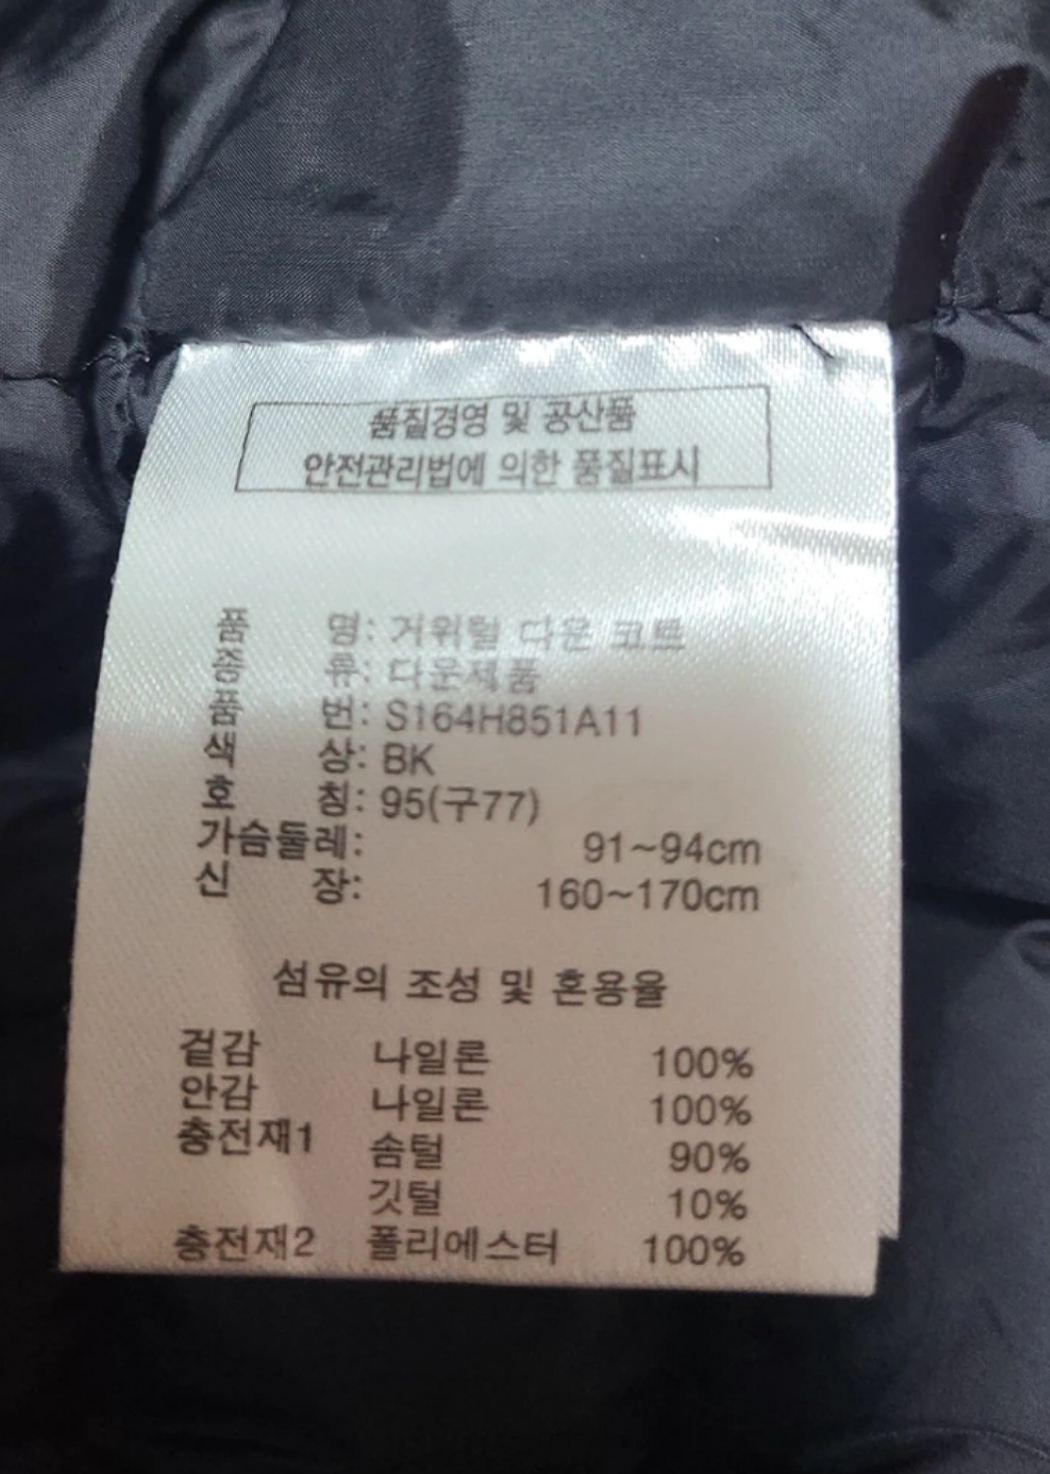 품질경영 및 공산품
안전관리법에 의한 품질표시
품 명: 거위털 다운 코트
종 류: 다운제품
품 번: S164H851A11
색 상: BK
호 칭: 95(구77)
가슴둘레: 91~94cm
신 장: 160~170cm
섬유의 조성 및 혼용율
겉감 나일론 100%
안감 나일론 100%
충전재1 솜털 90%
깃털 10%
충전재2 폴리에스터 100%